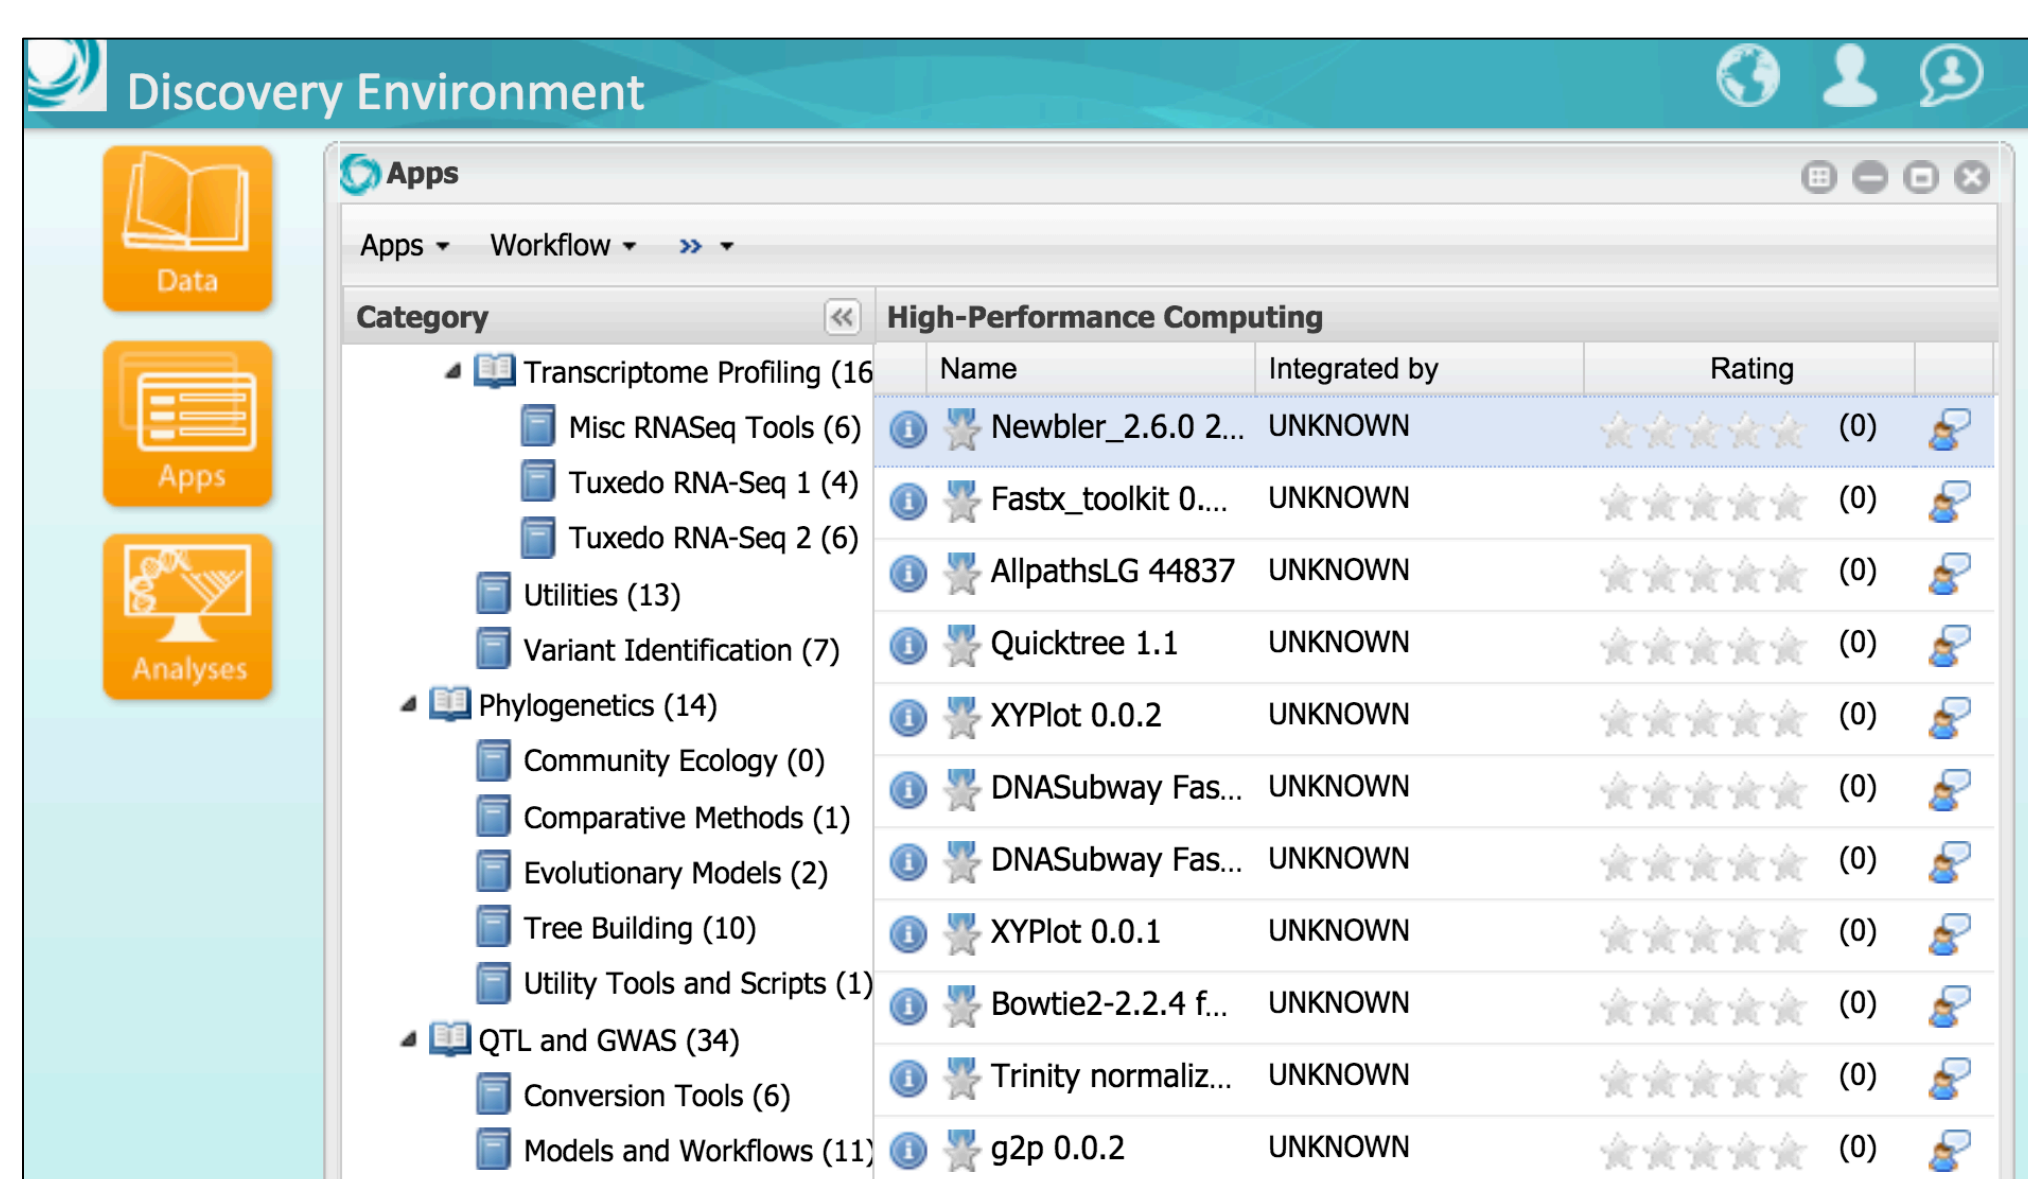 Discovery Environment
Data
Apps
Analyses
Apps
Apps Workflow »
Category
Transcriptome Profiling (16
Misc RNASeq Tools (6)
Tuxedo RNA-Seq 1 (4)
Tuxedo RNA-Seq 2 (6)
Utilities (13)
Variant Identification (7)
Phylogenetics (14)
Community Ecology (0)
Comparative Methods (1)
Evolutionary Models (2)
Tree Building (10)
Utility Tools and Scripts (1)
QTL and GWAS (34)
Conversion Tools (6)
Models and Workflows (11)
High-Performance Computing
Name Integrated by Rating
Newbler_2.6.0 2... UNKNOWN (0)
Fastx_toolkit 0.... UNKNOWN (0)
AllpathsLG 44837 UNKNOWN (0)
Quicktree 1.1 UNKNOWN (0)
XYPlot 0.0.2 UNKNOWN (0)
DNASubway Fas... UNKNOWN (0)
DNASubway Fas... UNKNOWN (0)
XYPlot 0.0.1 UNKNOWN (0)
Bowtie2-2.2.4 f... UNKNOWN (0)
Trinity normaliz... UNKNOWN (0)
g2p 0.0.2 UNKNOWN (0)